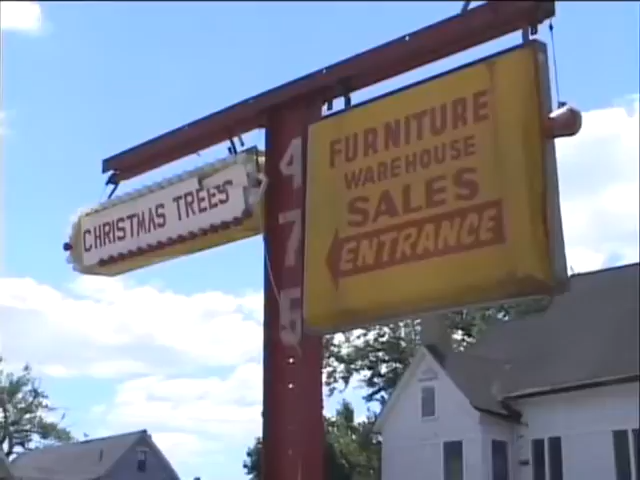 CHRISTMAS TREES
475
FURNITURE
WAREHOUSE
SALES
ENTRANCE